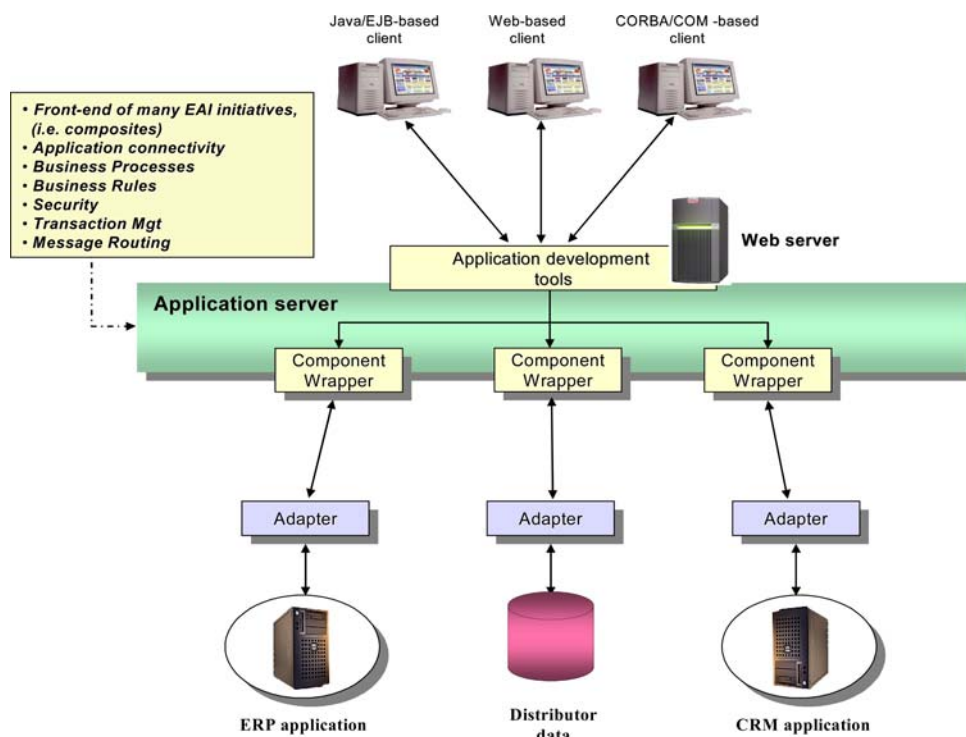 Java/EJB-based
client
Web-based
client
CORBA/COM -based
client
• Front-end of many EAI initiatives,
(i.e. composites)
• Application connectivity
• Business Processes
• Business Rules
• Security
• Transaction Mgt
• Message Routing
Web server
Application development
tools
Application server
Component
Wrapper
Component
Wrapper
Component
Wrapper
Adapter
Adapter
Adapter
ERP application
Distributor
data
CRM application